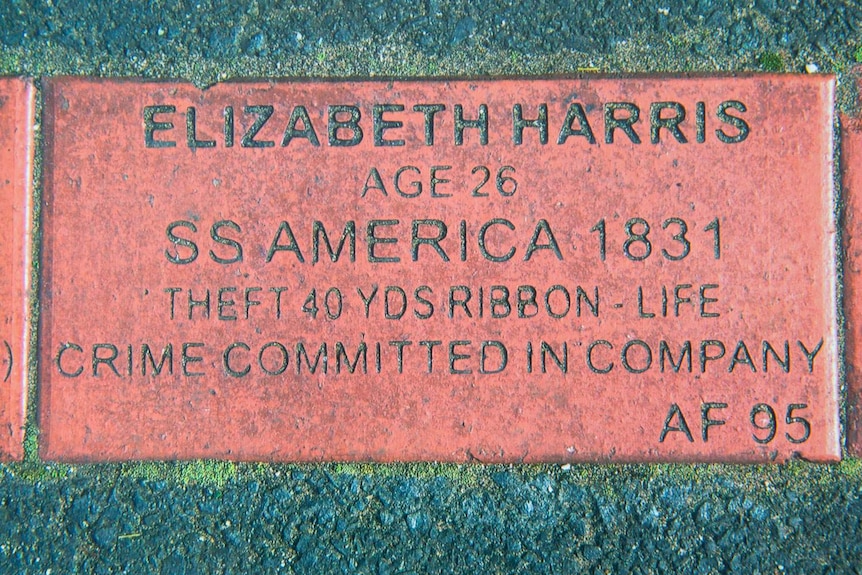 ELIZABETH HARRIS
AGE 26
SS AMERICA 1831
THEFT 40 YDS RIBBON - LIFE
) CRIME COMMITTED IN COMPANY
AF 95